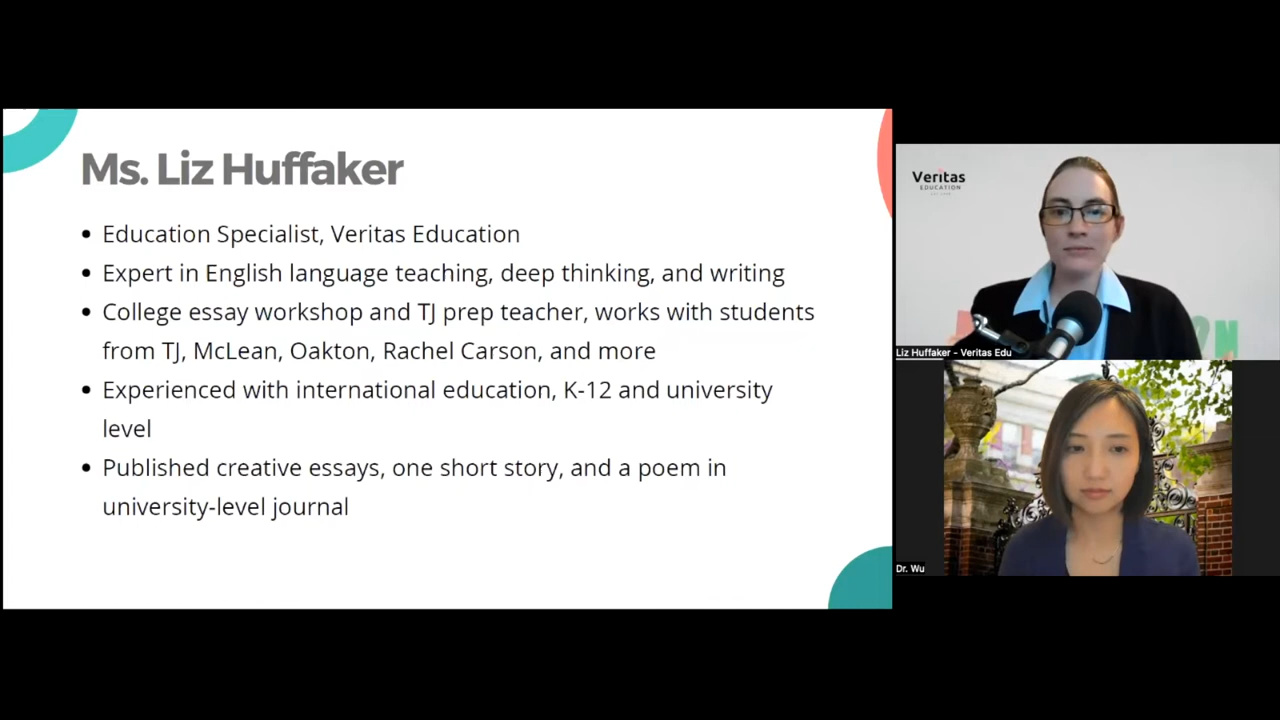 Ms. Liz Huffaker
• Education Specialist, Veritas Education
• Expert in English language teaching, deep thinking, and writing
• College essay workshop and TJ prep teacher, works with students
from TJ, McLean, Oakton, Rachel Carson, and more
• Experienced with international education, K-12 and university
level
• Published creative essays, one short story, and a poem in
university-level journal
Veritas
EDUCATION
Liz Huffaker - Veritas Edu
Dr. Wu